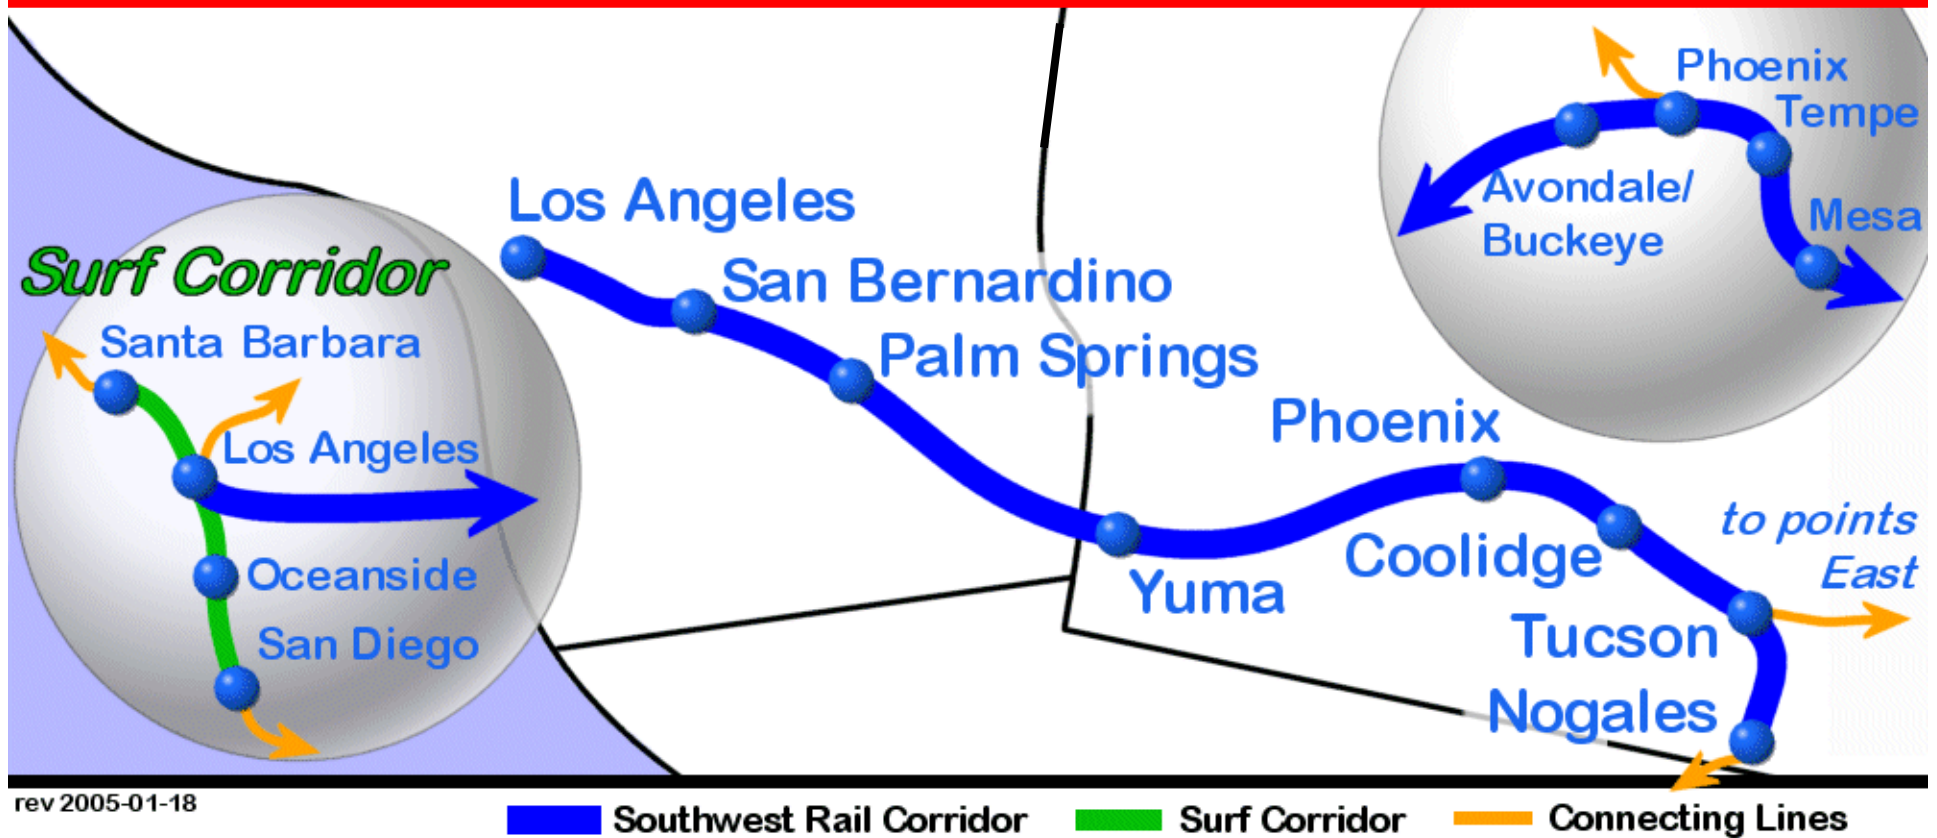 Surf Corridor
Santa Barbara
Los Angeles
Oceanside
San Diego
Los Angeles
San Bernardino
Palm Springs
Yuma
Phoenix
Coolidge
Tucson
Nogales
to points
East
Phoenix
Tempe
Avondale/
Buckeye
Mesa
rev 2005-01-18
Southwest Rail Corridor
Surf Corridor
Connecting Lines